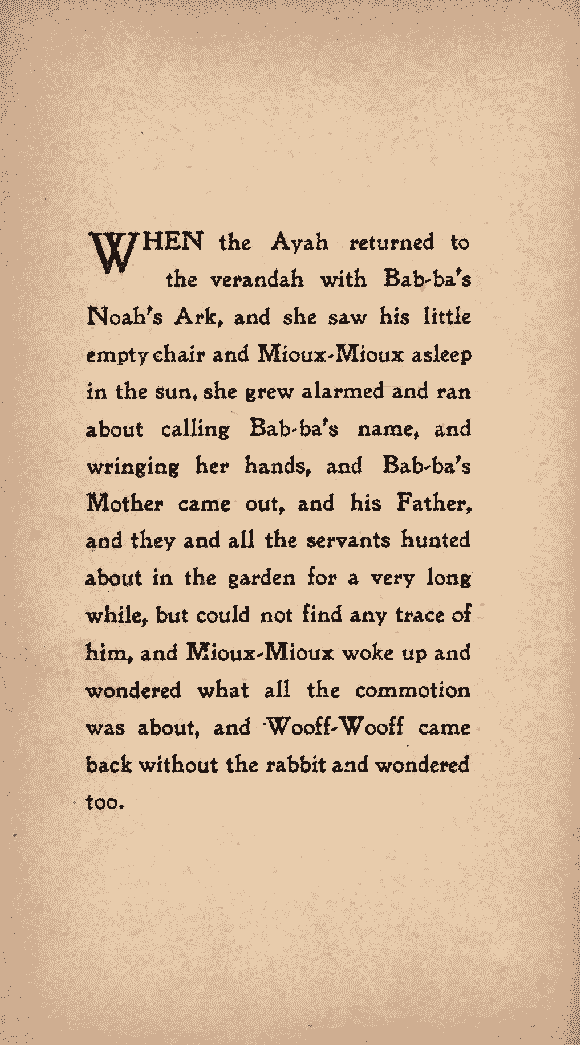 WHEN the Ayah returned to
the verandah with Bab-ba's
Noah's Ark, and she saw his little
empty chair and Mioux-Mioux asleep
in the sun, she grew alarmed and ran
about calling Bab-ba's name, and
wringing her hands, and Bab-ba's
Mother came out, and his Father,
and they and all the servants hunted
about in the garden for a very long
while, but could not find any trace of
him, and Mioux-Mioux woke up and
wondered what all the commotion
was about, and Wooff-Wooff came
back without the rabbit and wondered
too.